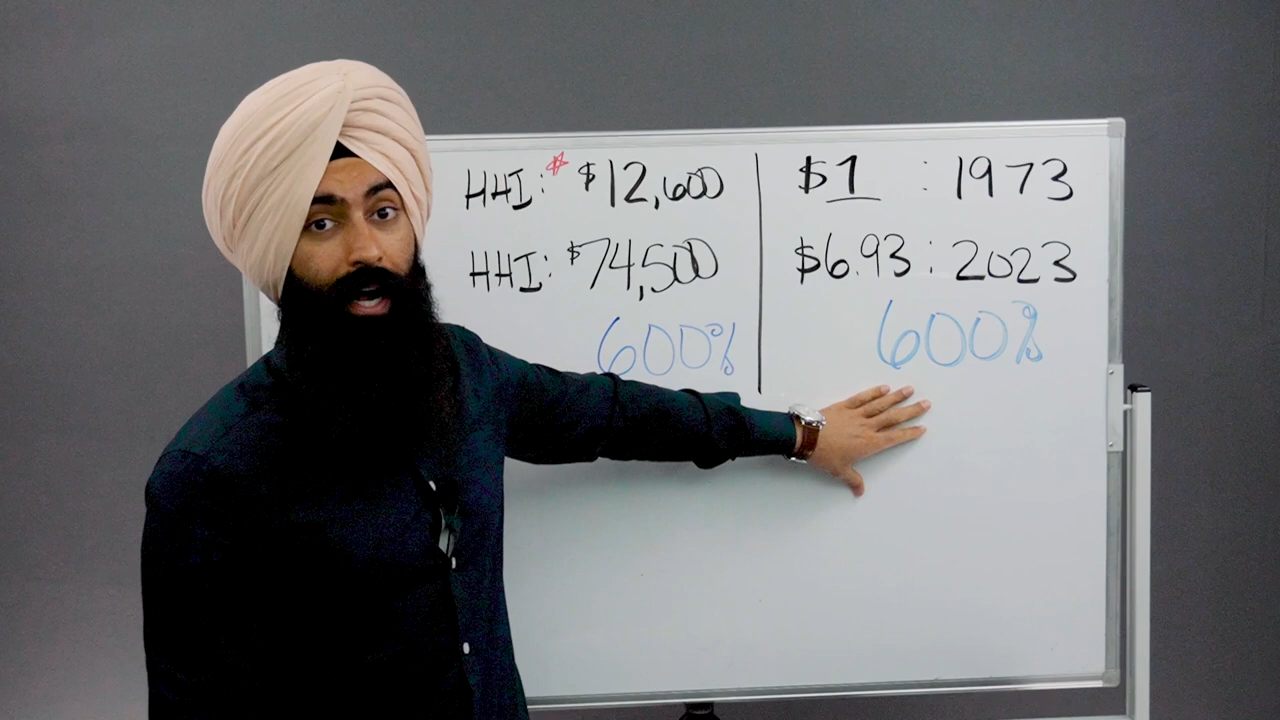 HHI:* $12,600
HHI: $74,500
600%
$1 : 1973
$6.93 : 2023
600%